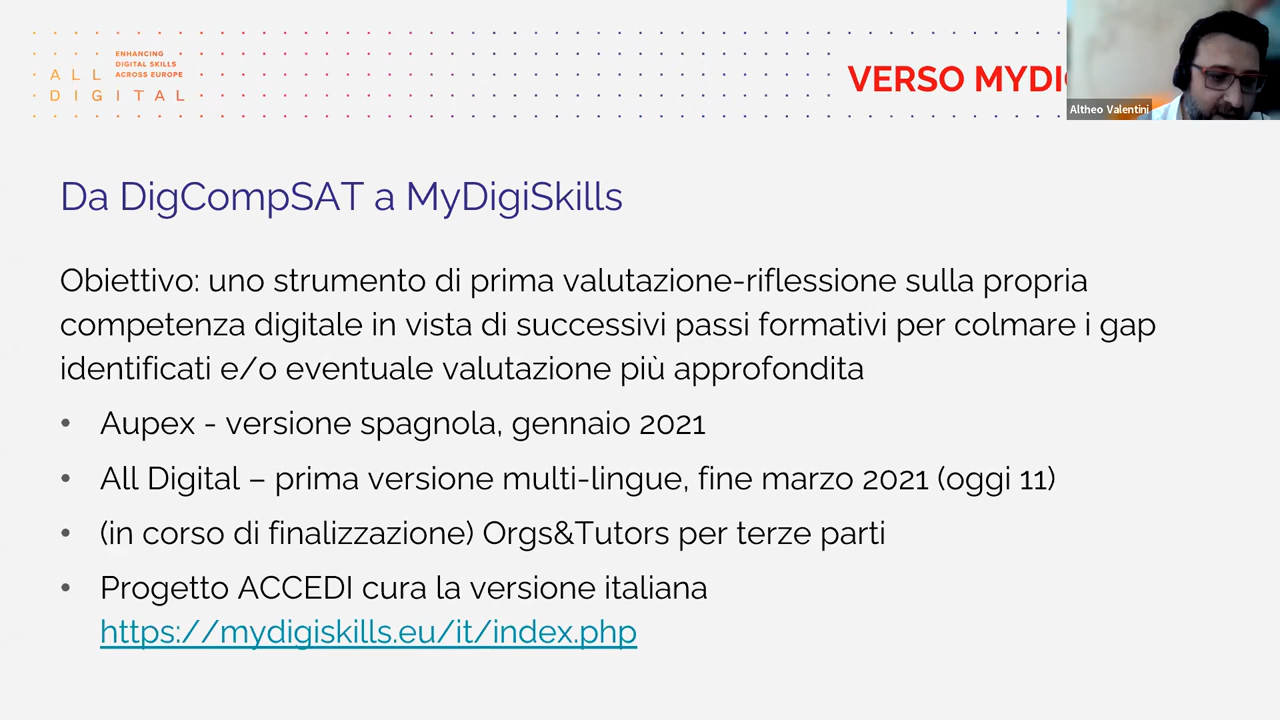 ENHANCING
DIGITAL SKILLS
ACROSS EUROPE
ALL
DIGITAL
VERSO
Altheo Valentini
Da DigCompSAT a MyDigiSkills
Obiettivo: uno strumento di prima valutazione-riflessione sulla propria
competenza digitale in vista di successivi passi formativi per colmare i gap
identificati e/o eventuale valutazione più approfondita
• Aupex - versione spagnola, gennaio 2021
• All Digital – prima versione multi-lingue, fine marzo 2021 (oggi 11)
• (in corso di finalizzazione) Orgs&Tutors per terze parti
• Progetto ACCEDI cura la versione italiana
https://mydigiskills.eu/it/index.php